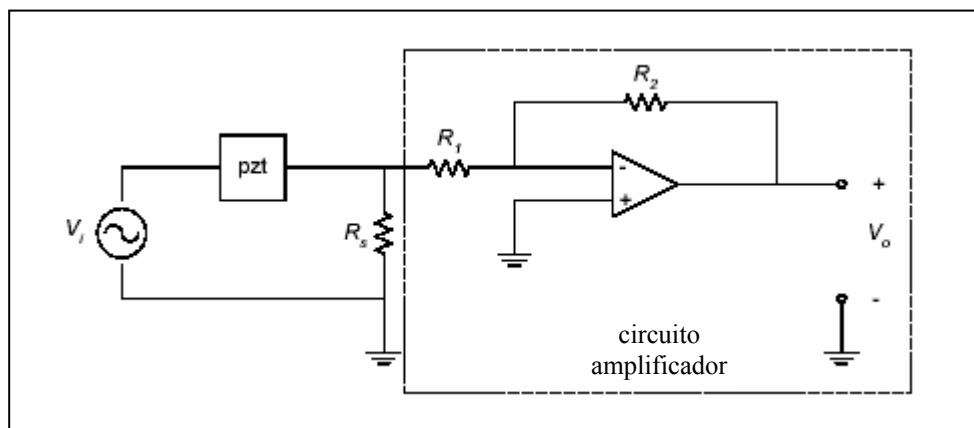 R₂
R₁
pzt
-
+
+
Vᵢ
Rₛ
Vₒ
-
circuito
amplificador